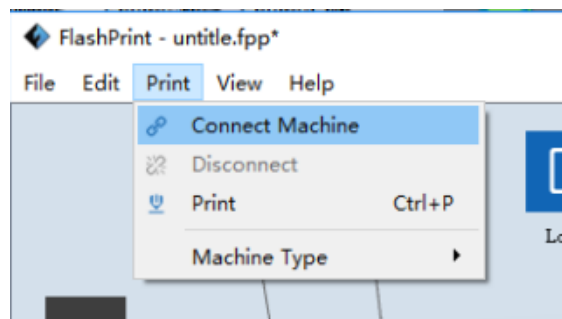 FlashPrint - untitle.fpp*
File Edit Print View Help
Connect Machine
Disconnect
Print Ctrl+P
Machine Type